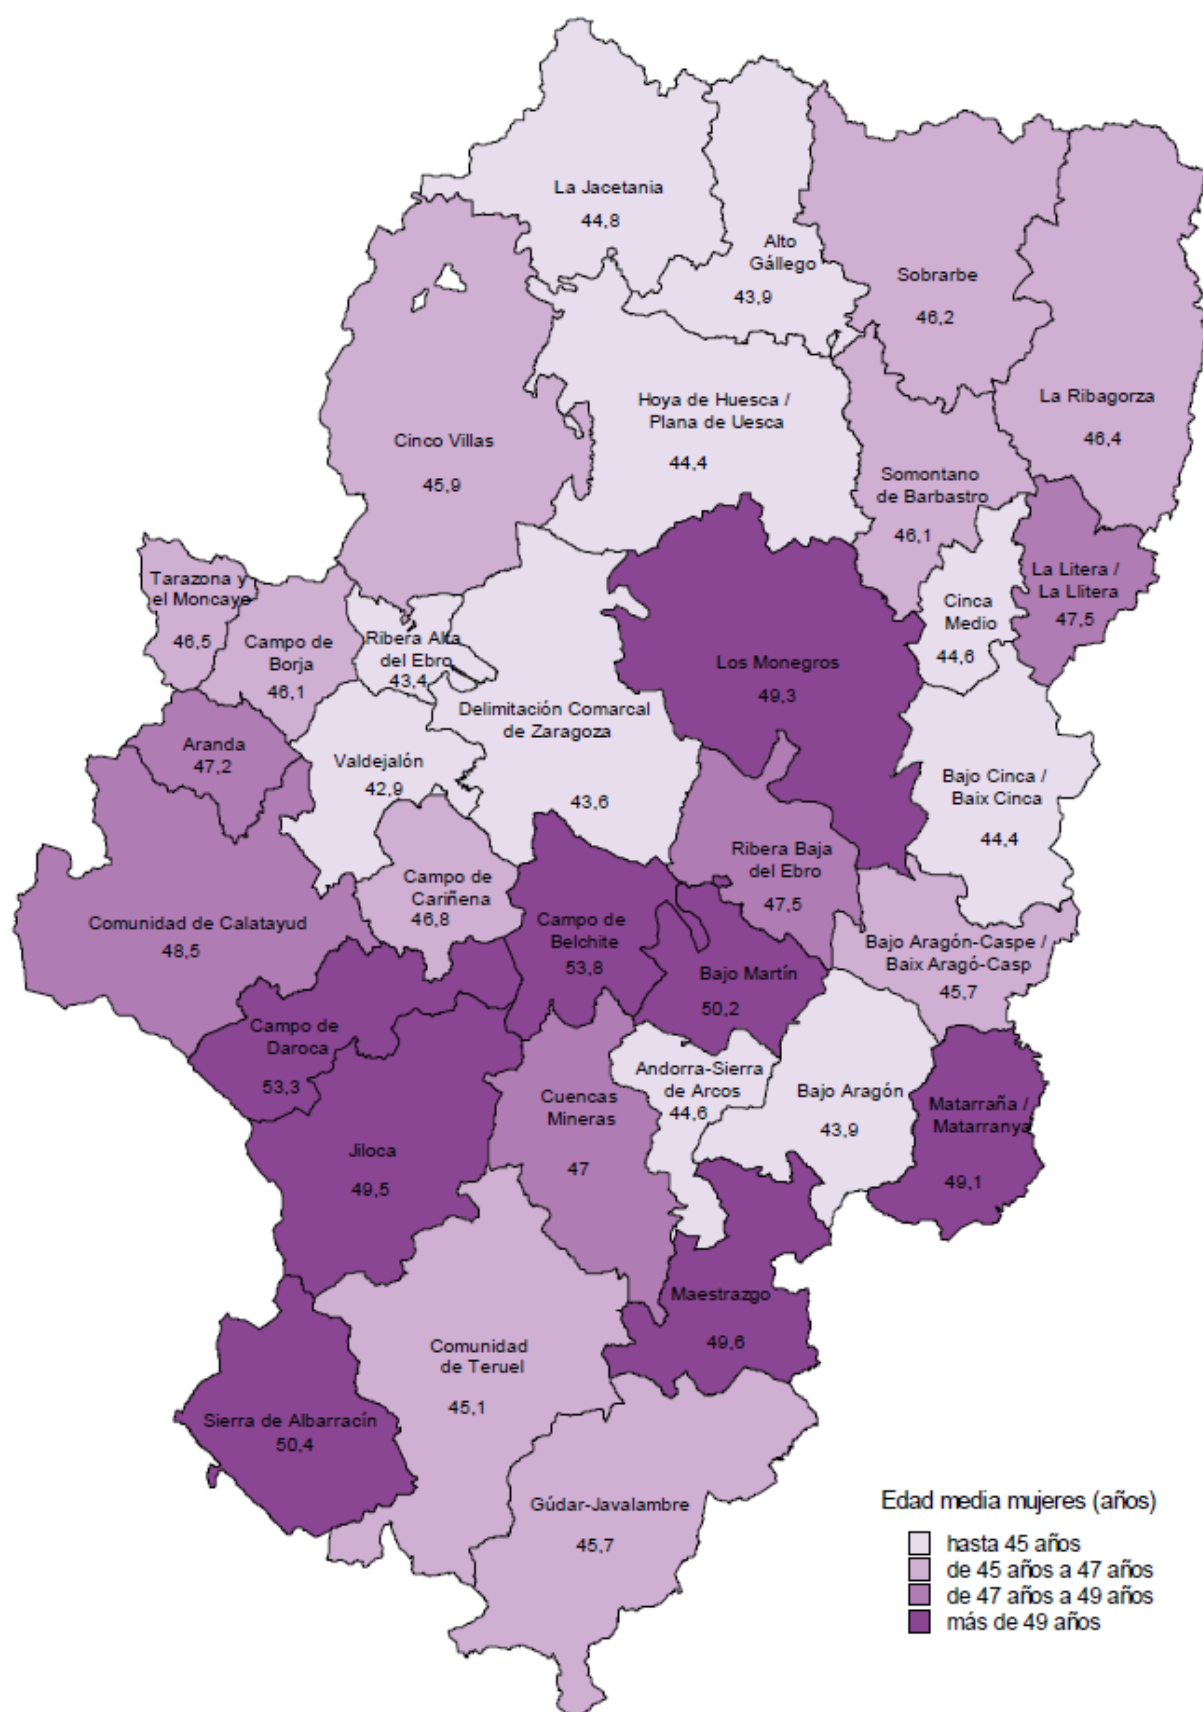 La Jacetania
44,8
Alto
Gállego
43,9
Sobrarbe
46,2
La Ribagorza
46,4
Hoya de Huesca /
Plana de Uesca
44,4
Cinco Villas
45,9
Somontano
de Barbastro
46,1
La Litera /
La Llitera
47,5
Tarazona y
el Moncayo
46,5
Campo de
Borja
46,1
Ribera Alta
del Ebro
43,4
Cinca
Medio
44,6
Los Monegros
49,3
Delimitación Comarcal
de Zaragoza
43,6
Aranda
47,2
Valdejalón
42,9
Bajo Cinca /
Baix Cinca
44,4
Ribera Baja
del Ebro
47,5
Campo de
Cariñena
46,8
Comunidad de Calatayud
48,5
Campo de
Belchite
53,8
Bajo Martín
50,2
Bajo Aragón-Caspe /
Baix Aragó-Casp
45,7
Campo de
Daroca
53,3
Andorra-Sierra
de Arcos
44,6
Bajo Aragón
43,9
Matarraña /
Matarranya
49,1
Cuencas
Mineras
47
Jiloca
49,5
Maestrazgo
49,6
Comunidad
de Teruel
45,1
Sierra de Albarracín
50,4
Gúdar-Javalambre
45,7
Edad media mujeres (años)
hasta 45 años
de 45 años a 47 años
de 47 años a 49 años
más de 49 años